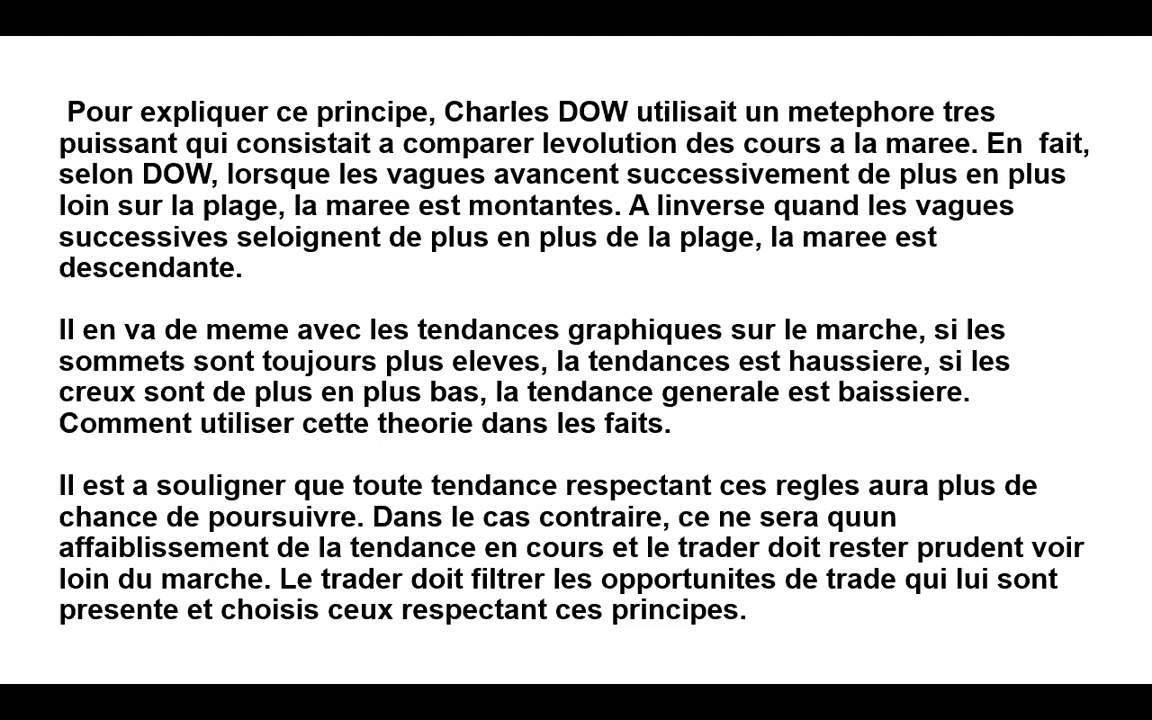 Pour expliquer ce principe, Charles DOW utilisait un metephore tres
puissant qui consistait a comparer levolution des cours a la maree. En  fait,
selon DOW, lorsque les vagues avancent successivement de plus en plus
loin sur la plage, la maree est montantes. A linverse quand les vagues
successives seloignent de plus en plus de la plage, la maree est
descendante.
Il en va de meme avec les tendances graphiques sur le marche, si les
sommets sont toujours plus eleves, la tendances est haussiere, si les
creux sont de plus en plus bas, la tendance generale est baissiere.
Comment utiliser cette theorie dans les faits.
Il est a souligner que toute tendance respectant ces regles aura plus de
chance de poursuivre. Dans le cas contraire, ce ne sera quun
affaiblissement de la tendance en cours et le trader doit rester prudent voir
loin du marche. Le trader doit filtrer les opportunites de trade qui lui sont
presente et choisis ceux respectant ces principes.